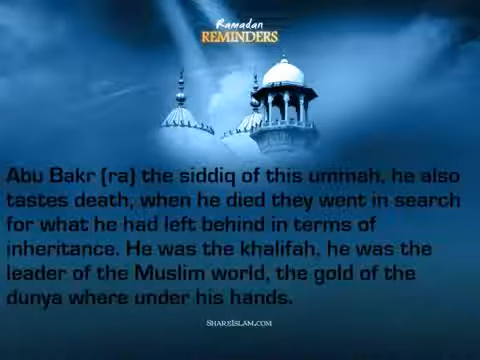 Ramadan
REMINDERS
Abu Bakr (ra) the siddiq of this ummah, he also
tastes death, when he died they went in search
for what he had left behind in terms of
inheritance. He was the khalifah, he was the
leader of the Muslim world, the gold of the
dunya where under his hands.
SHAREISLAM.COM